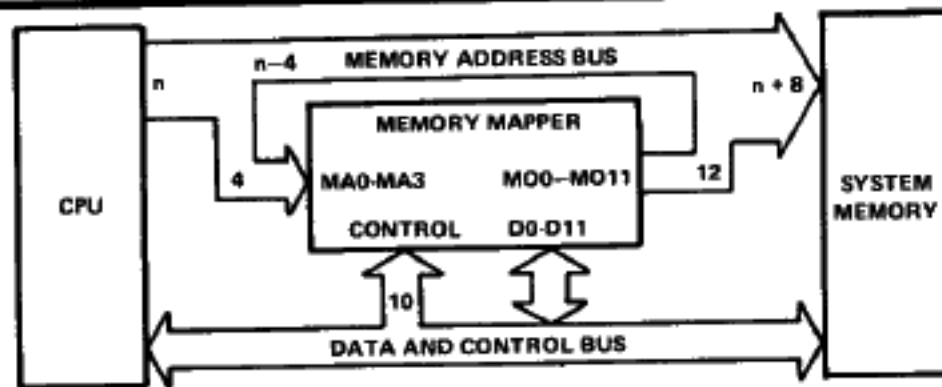 MEMORY ADDRESS BUS
n
n–4
n + 8
MEMORY MAPPER
4
MA0-MA3
MO0–MO11
12
CPU
SYSTEM
MEMORY
CONTROL
D0-D11
10
DATA AND CONTROL BUS